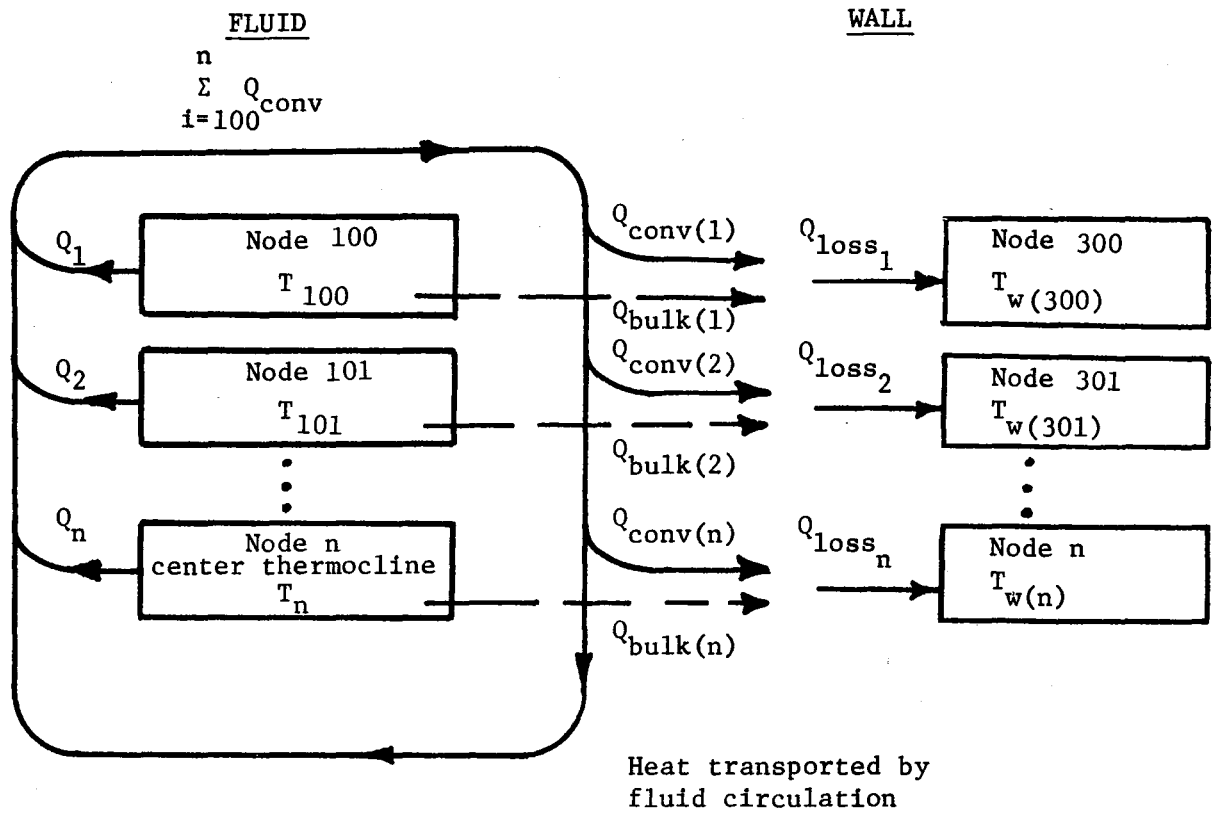 FLUID
WALL
n
Σ Q_conv
i=100
Q_1
Node 100
T_100
Q_conv(1)
Q_bulk(1)
Q_loss_1
Node 300
T_w(300)
Q_2
Node 101
T_101
Q_conv(2)
Q_bulk(2)
Q_loss_2
Node 301
T_w(301)
Q_n
Node n
center thermocline
T_n
Q_conv(n)
Q_bulk(n)
Q_loss_n
Node n
T_w(n)
Heat transported by
fluid circulation